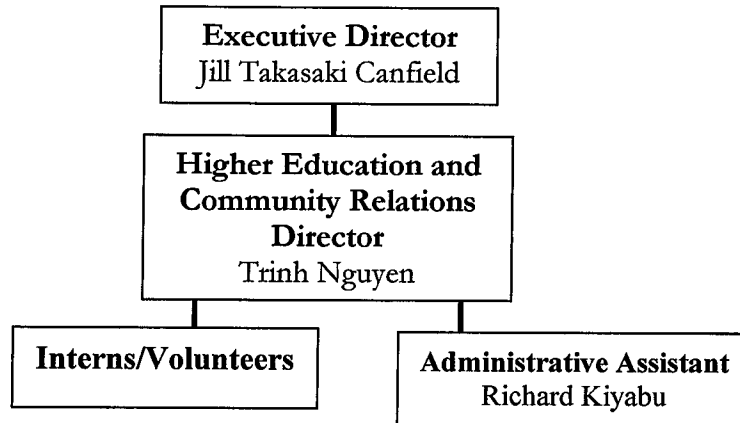 Executive Director
Jill Takasaki Canfield
Higher Education and
Community Relations
Director
Trinh Nguyen
Interns/Volunteers
Administrative Assistant
Richard Kiyabu